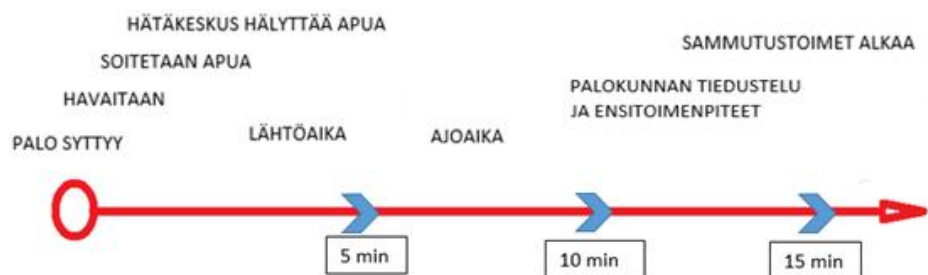 HÄTÄKESKUS HÄLYTTÄÄ APUA
SAMMUTUSTOIMET ALKAA
SOITETAAN APUA
PALOKUNNAN TIEDUSTELU
JA ENSITOIMENPITEET
HAVAITAAN
LÄHTÖAIKA
AJOAIKA
PALO SYTTYY
5 min
10 min
15 min